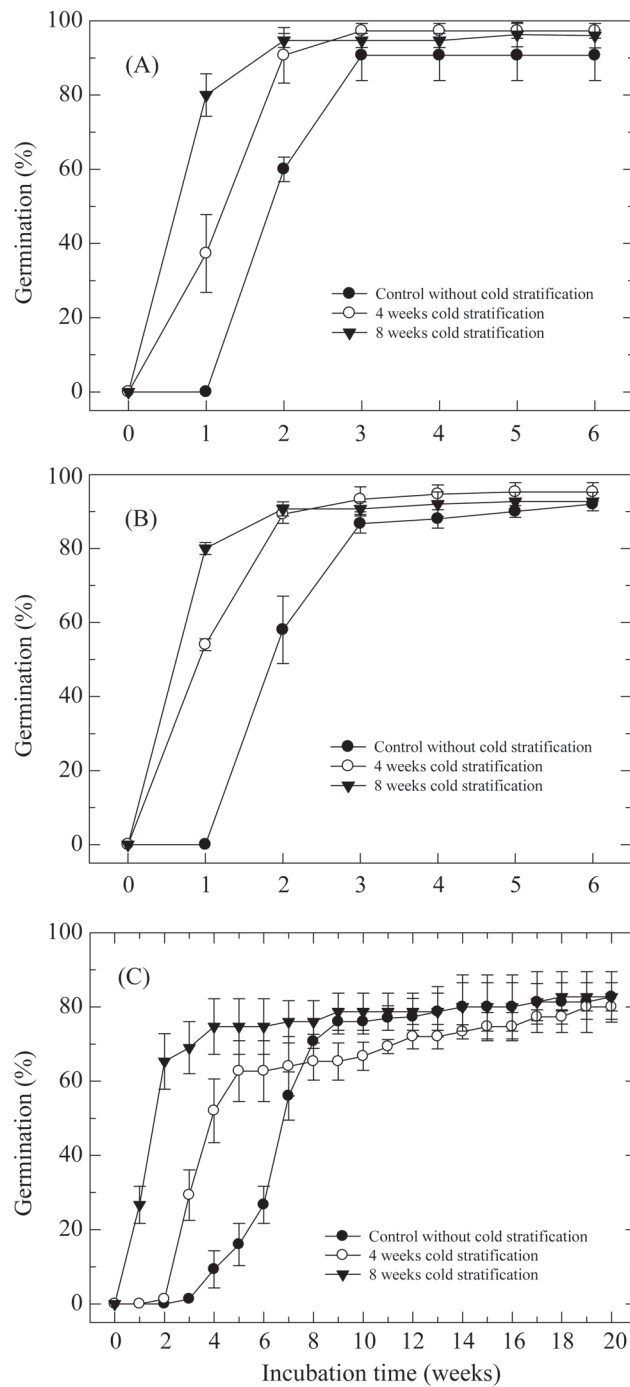 100
(A)
80
60
40
20
0
Germination (%)
Control without cold stratification
4 weeks cold stratification
8 weeks cold stratification
0 1 2 3 4 5 6
100
(B)
80
60
40
20
0
Germination (%)
Control without cold stratification
4 weeks cold stratification
8 weeks cold stratification
0 1 2 3 4 5 6
100
(C)
80
60
40
20
0
Germination (%)
Control without cold stratification
4 weeks cold stratification
8 weeks cold stratification
0 2 4 6 8 10 12 14 16 18 20
Incubation time (weeks)